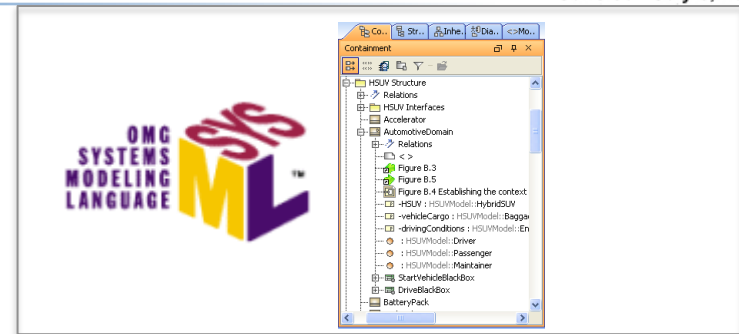 OMG
SYSTEMS
MODELING
LANGUAGE
SYS
ML
™
Co.. Str.. Inhe. Dia.. <>Mo..
Containment
HSUV Structure
Relations
HSUV Interfaces
Accelerator
AutomotiveDomain
Relations
< >
Figure B.3
Figure B.5
Figure B.4 Establishing the context
-HSUV : HSUVModel::HybridSUV
-vehicleCargo : HSUVModel::Bagga
-drivingConditions : HSUVModel::En
: HSUVModel::Driver
: HSUVModel::Passenger
: HSUVModel::Maintainer
StartVehicleBlackBox
DriveBlackBox
BatteryPack